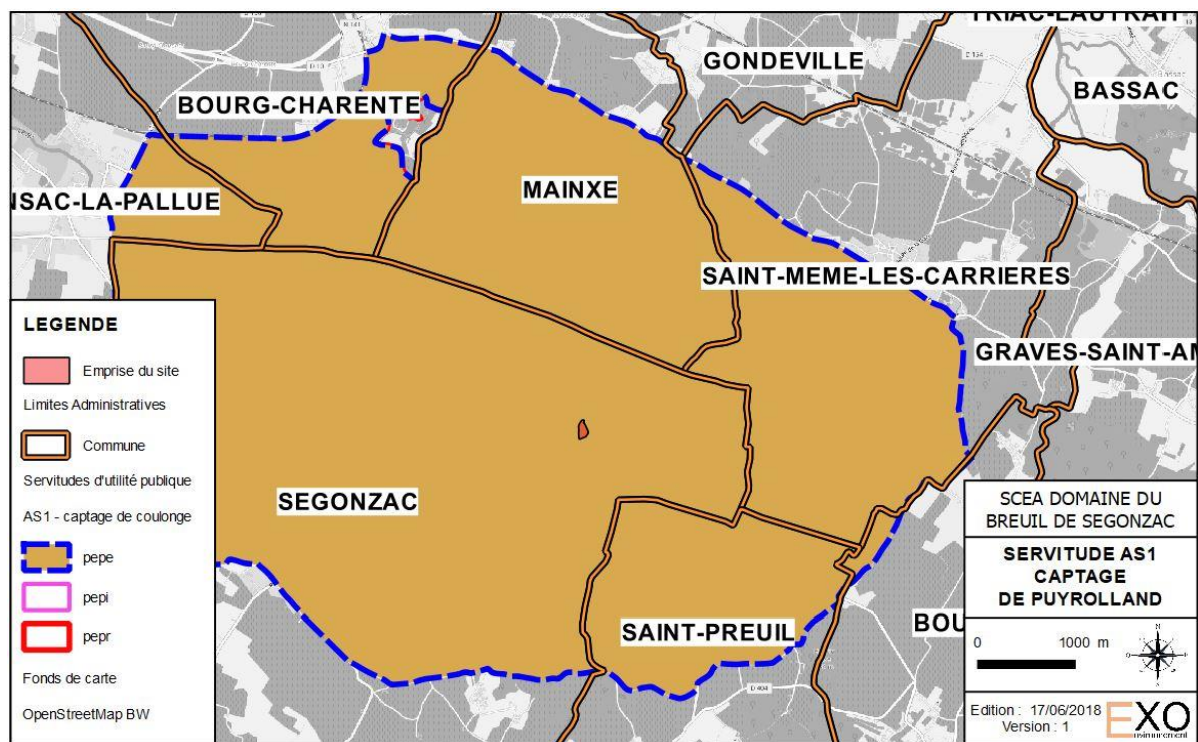 TRIAC-LAUTRAIT
GONDEVILLE
BASSAC
BOURG-CHARENTE
MAINXE
NSAC-LA-PALLUE
SAINT-MEME-LES-CARRIERES
GRAVES-SAINT-AM
SEGONZAC
SAINT-PREUIL
BOU
D 404
LEGENDE
Emprise du site
Limites Administratives
Commune
Servitudes d'utilité publique
AS1 - captage de coulonge
pepe
pepi
pepr
Fonds de carte
OpenStreetMap BW
SCEA DOMAINE DU
BREUIL DE SEGONZAC
SERVITUDE AS1
CAPTAGE
DE PUYROLLAND
0 1000 m
N
Edition : 17/06/2018
Version : 1
EXO